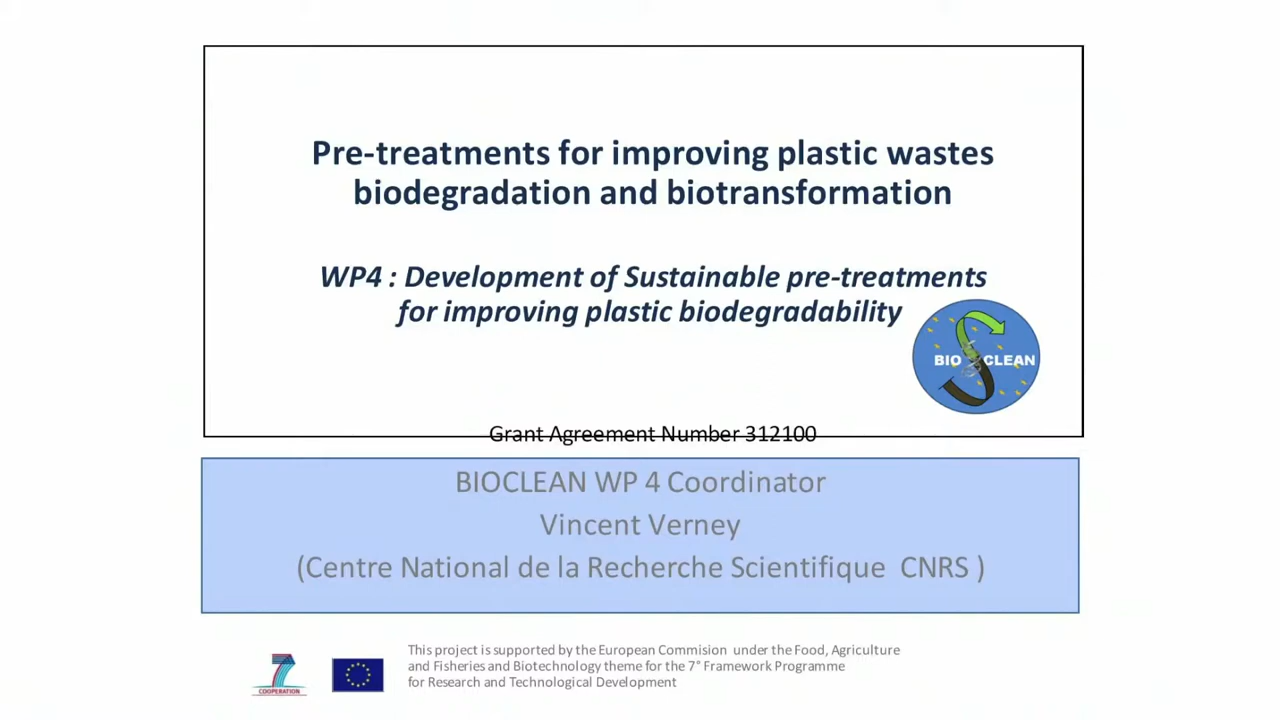 Pre-treatments for improving plastic wastes
biodegradation and biotransformation
WP4 : Development of Sustainable pre-treatments
for improving plastic biodegradability
BIO CLEAN
Grant Agreement Number 312100
BIOCLEAN WP 4 Coordinator
Vincent Verney
(Centre National de la Recherche Scientifique CNRS )
This project is supported by the European Commision under the Food, Agriculture
and Fisheries and Biotechnology theme for the 7° Framework Programme
for Research and Technological Development
7
COOPERATION